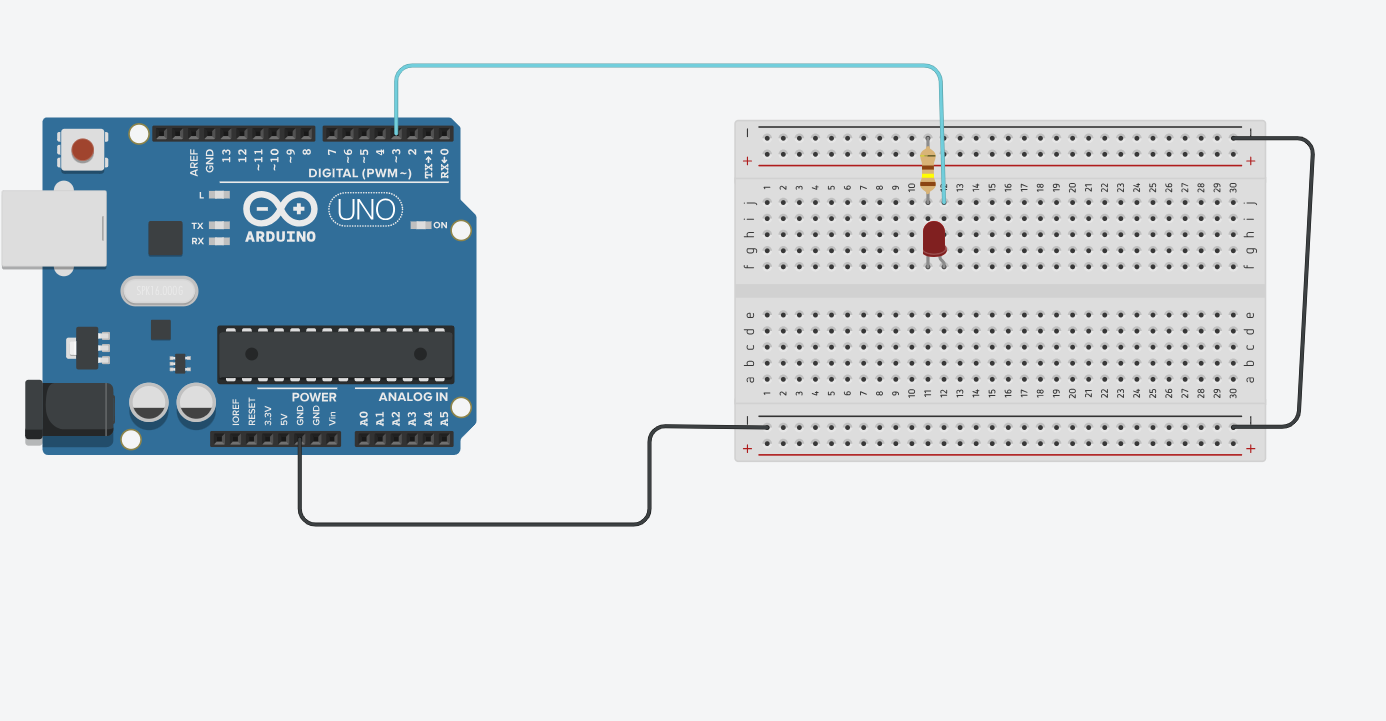 AREF
GND
13
12
~11
~10
~9
8
7
~6
~5
4
~3
2
TX→1
RX←0
DIGITAL (PWM~)
L
TX
RX
UNO
ARDUINO
ON
SPK16.000G
POWER
ANALOG IN
IOREF
RESET
3.3V
5V
GND
GND
Vin
A0
A1
A2
A3
A4
A5
− −
+ +
1 2 3 4 5 6 7 8 9 10 11 12 13 14 15 16 17 18 19 20 21 22 23 24 25 26 27 28 29 30
j j
i i
h h
g g
f f
e e
d d
c c
b b
a a
1 2 3 4 5 6 7 8 9 10 11 12 13 14 15 16 17 18 19 20 21 22 23 24 25 26 27 28 29 30
− −
+ +